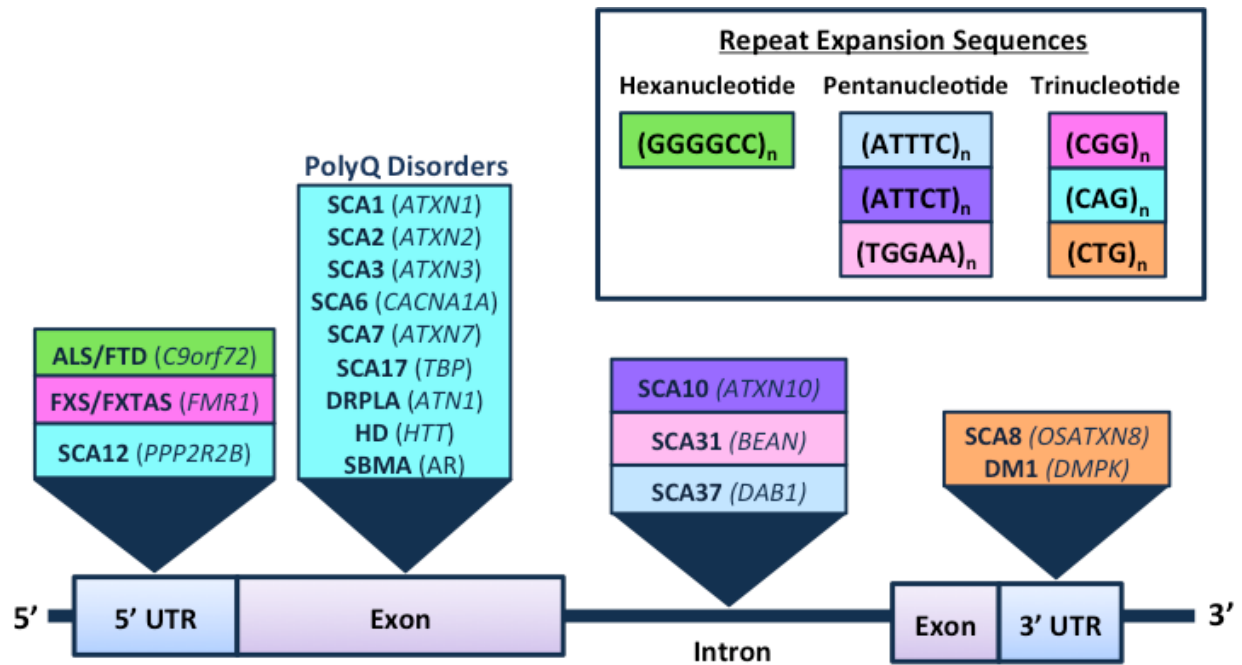 Repeat Expansion Sequences
Hexanucleotide
Pentanucleotide
Trinucleotide
(GGGGCC)n
(ATTTC)n
(CGG)n
(ATTCT)n
(CAG)n
(TGGAA)n
(CTG)n
PolyQ Disorders
SCA1 (ATXN1)
SCA2 (ATXN2)
SCA3 (ATXN3)
SCA6 (CACNA1A)
SCA7 (ATXN7)
SCA17 (TBP)
DRPLA (ATN1)
HD (HTT)
SBMA (AR)
ALS/FTD (C9orf72)
FXS/FXTAS (FMR1)
SCA12 (PPP2R2B)
SCA10 (ATXN10)
SCA31 (BEAN)
SCA37 (DAB1)
SCA8 (OSATXN8)
DM1 (DMPK)
5’
5’ UTR
Exon
Intron
Exon
3’ UTR
3’